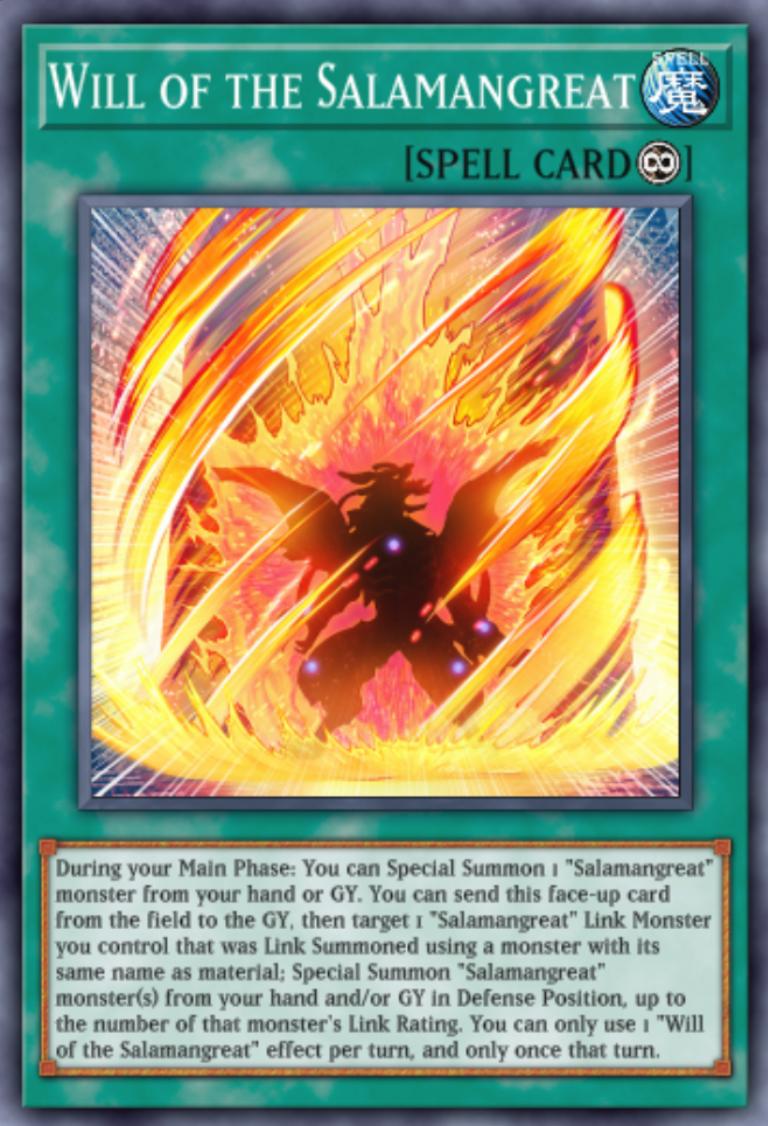 WILL OF THE SALAMANGREAT
SPELL
魔
[SPELL CARD]
During your Main Phase: You can Special Summon 1 "Salamangreat"
monster from your hand or GY. You can send this face-up card
from the field to the GY, then target 1 "Salamangreat" Link Monster
you control that was Link Summoned using a monster with its
same name as material; Special Summon "Salamangreat"
monster(s) from your hand and/or GY in Defense Position, up to
the number of that monster's Link Rating. You can only use 1 "Will
of the Salamangreat" effect per turn, and only once that turn.